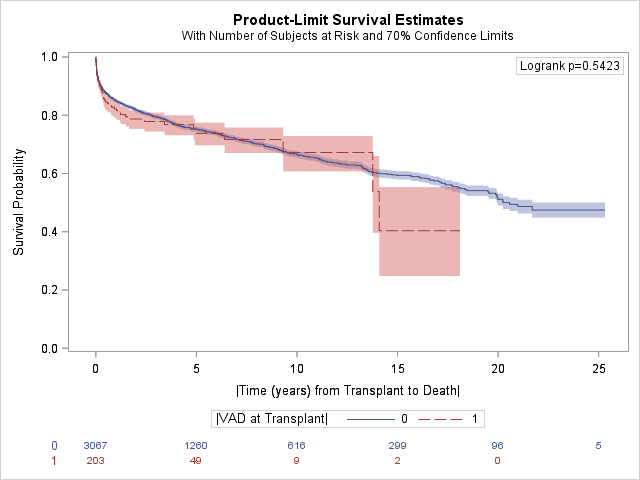 Product-Limit Survival Estimates
With Number of Subjects at Risk and 70% Confidence Limits
Logrank p=0.5423
1.0
0.8
0.6
0.4
0.2
0.0
Survival Probability
0 5 10 15 20 25
|Time (years) from Transplant to Death|
|VAD at Transplant| 0 1
0 3067 1260 616 299 96 5
1 203 49 9 2 0